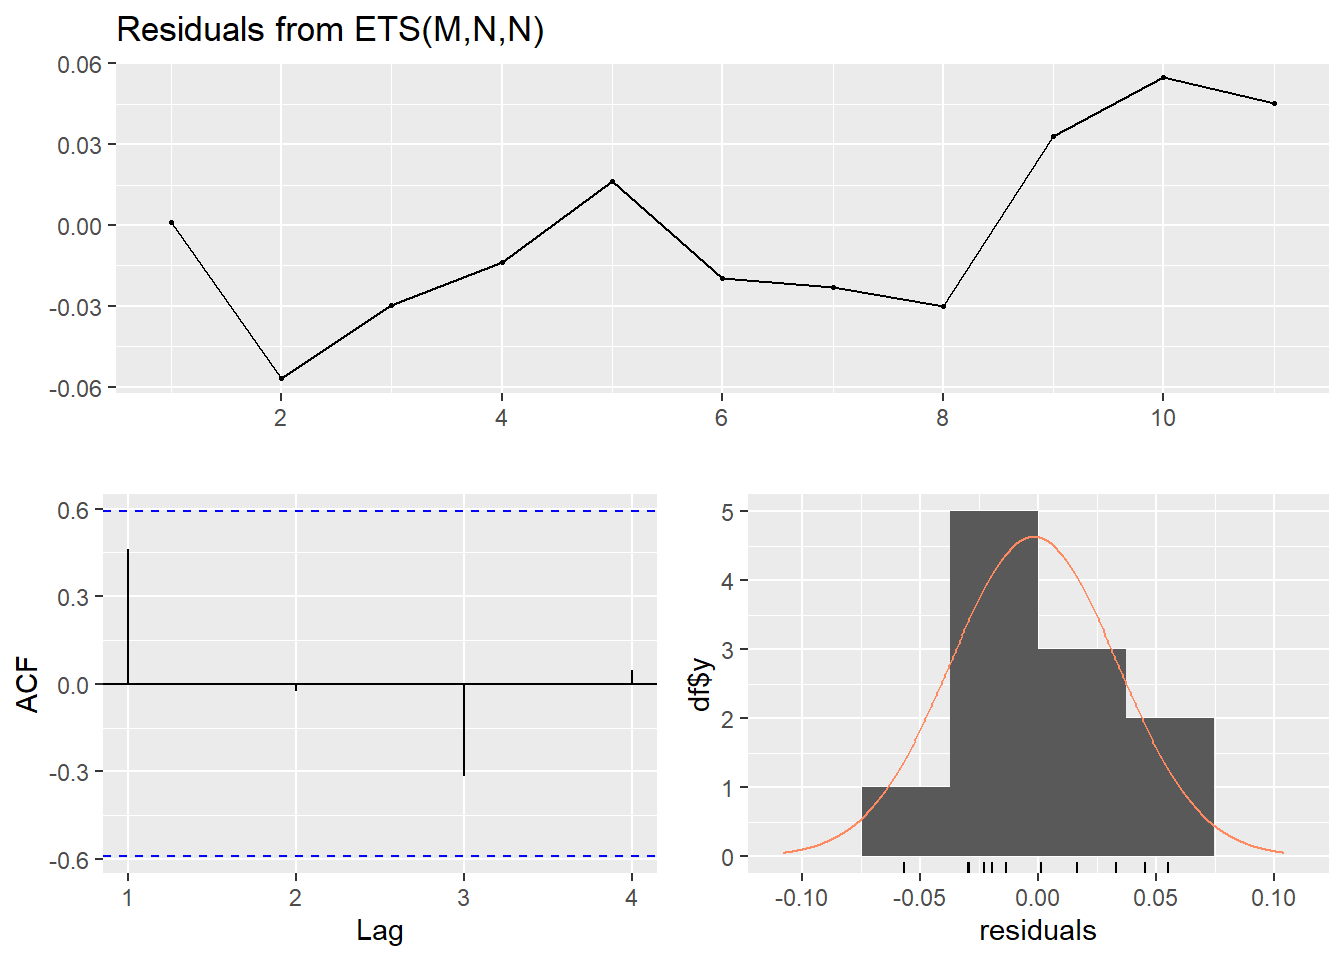 Residuals from ETS(M,N,N)
0.06
0.03
0.00
-0.03
-0.06
2 4 6 8 10
ACF
0.6
0.3
0.0
-0.3
-0.6
1 2 3 4
Lag
df$y
5
4
3
2
1
0
-0.10 -0.05 0.00 0.05 0.10
residuals